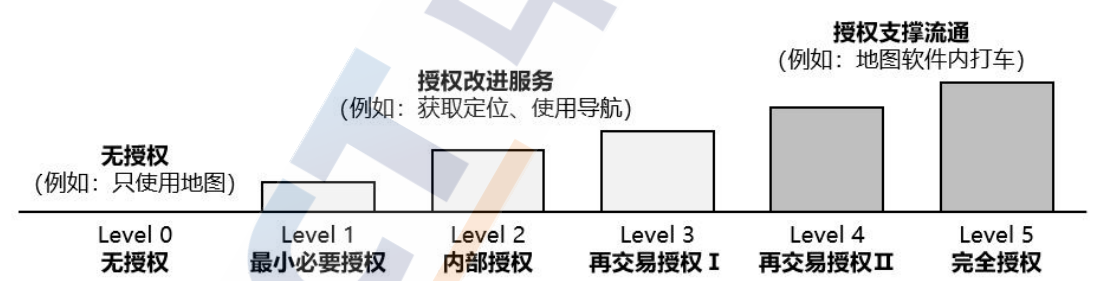 授权支撑流通
(例如：地图软件内打车)
授权改进服务
(例如：获取定位、使用导航)
无授权
(例如：只使用地图)
Level 0
无授权
Level 1
最小必要授权
Level 2
内部授权
Level 3
再交易授权 I
Level 4
再交易授权II
Level 5
完全授权